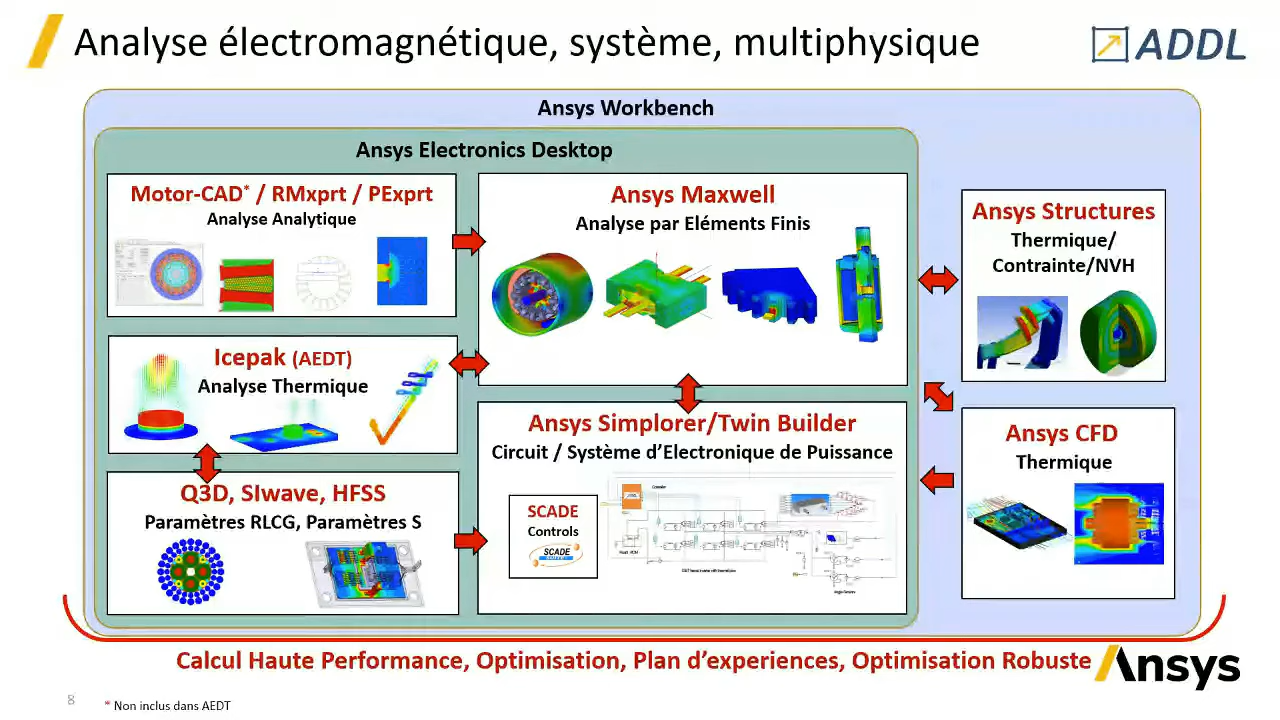 Analyse électromagnétique, système, multiphysique
ADDL
Ansys Workbench
Ansys Electronics Desktop
Motor-CAD* / RMxprt / PExprt
Analyse Analytique
Ansys Maxwell
Analyse par Eléments Finis
Ansys Structures
Thermique/
Contrainte/NVH
Icepak (AEDT)
Analyse Thermique
Ansys Simplorer/Twin Builder
Circuit / Système d’Electronique de Puissance
SCADE
Controls
SCADE
Ansys CFD
Thermique
Q3D, SIwave, HFSS
Paramètres RLCG, Paramètres S
Calcul Haute Performance, Optimisation, Plan d’experiences, Optimisation Robuste
Ansys
8
* Non inclus dans AEDT